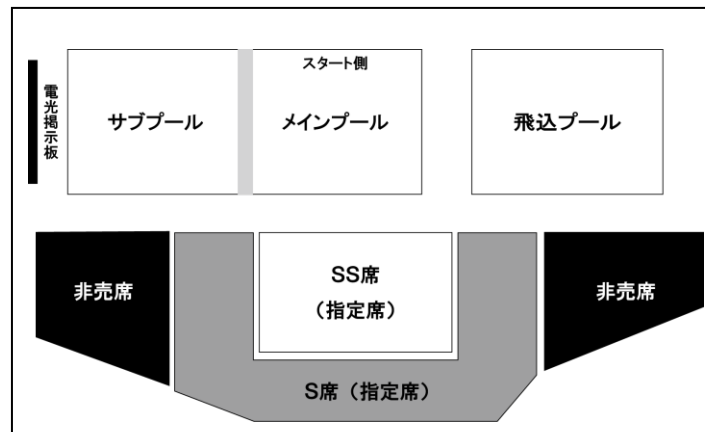 電光掲示板
サブプール
スタート側
メインプール
飛込プール
非売席
SS席
(指定席)
非売席
S席(指定席)